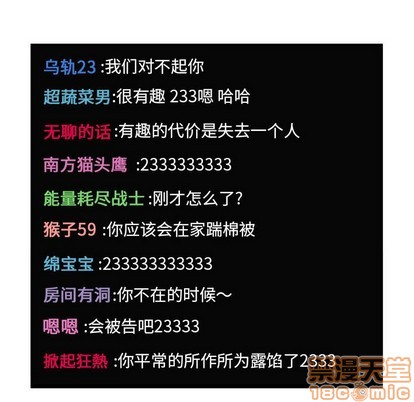 乌轨23 :我们对不起你
超蔬菜男:很有趣 233嗯 哈哈
无聊的话:有趣的代价是失去一个人
南方猫头鹰 :2333333333
能量耗尽战士:刚才怎么了?
猴子59 :你应该会在家踹棉被
绵宝宝 :233333333333
房间有洞:你不在的时候～
嗯嗯 :会被告吧23333
掀起狂熱 :你平常的所作所为露馅了2333
禁漫天堂
18comic